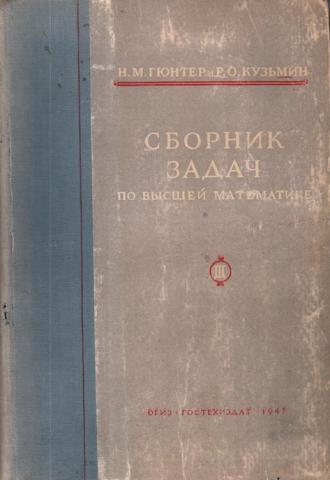 Н. М. ГЮНТЕР и Р. О. КУЗЬМИН
СБОРНИК
ЗАДАЧ
ПО ВЫСШЕЙ МАТЕМАТИКЕ
III
ОГИЗ • ГОСТЕХИЗДАТ • 1947